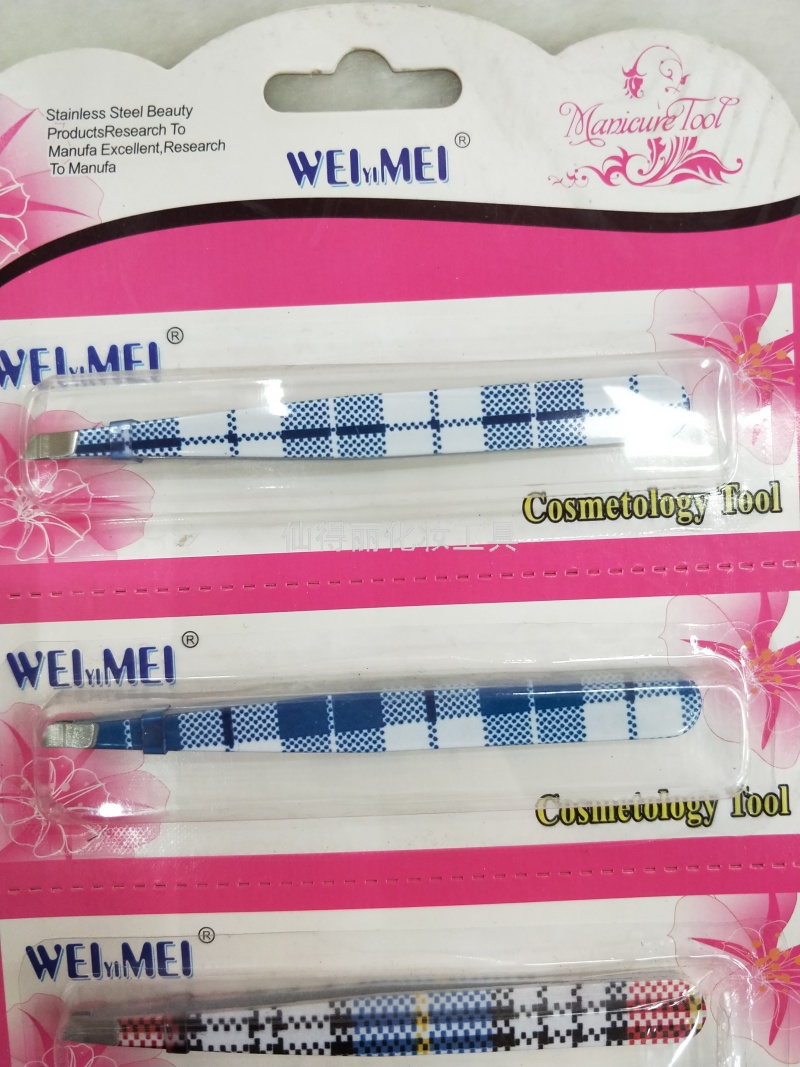 Stainless Steel Beauty
ProductsResearch To
Manufa Excellent,Research
To Manufa
WEIYIMEI®
Manicure Tool
WEIYIMEI®
Cosmetology Tool
仙得丽化妆工具
WEIYIMEI®
Cosmetology Tool
WEIYIMEI®